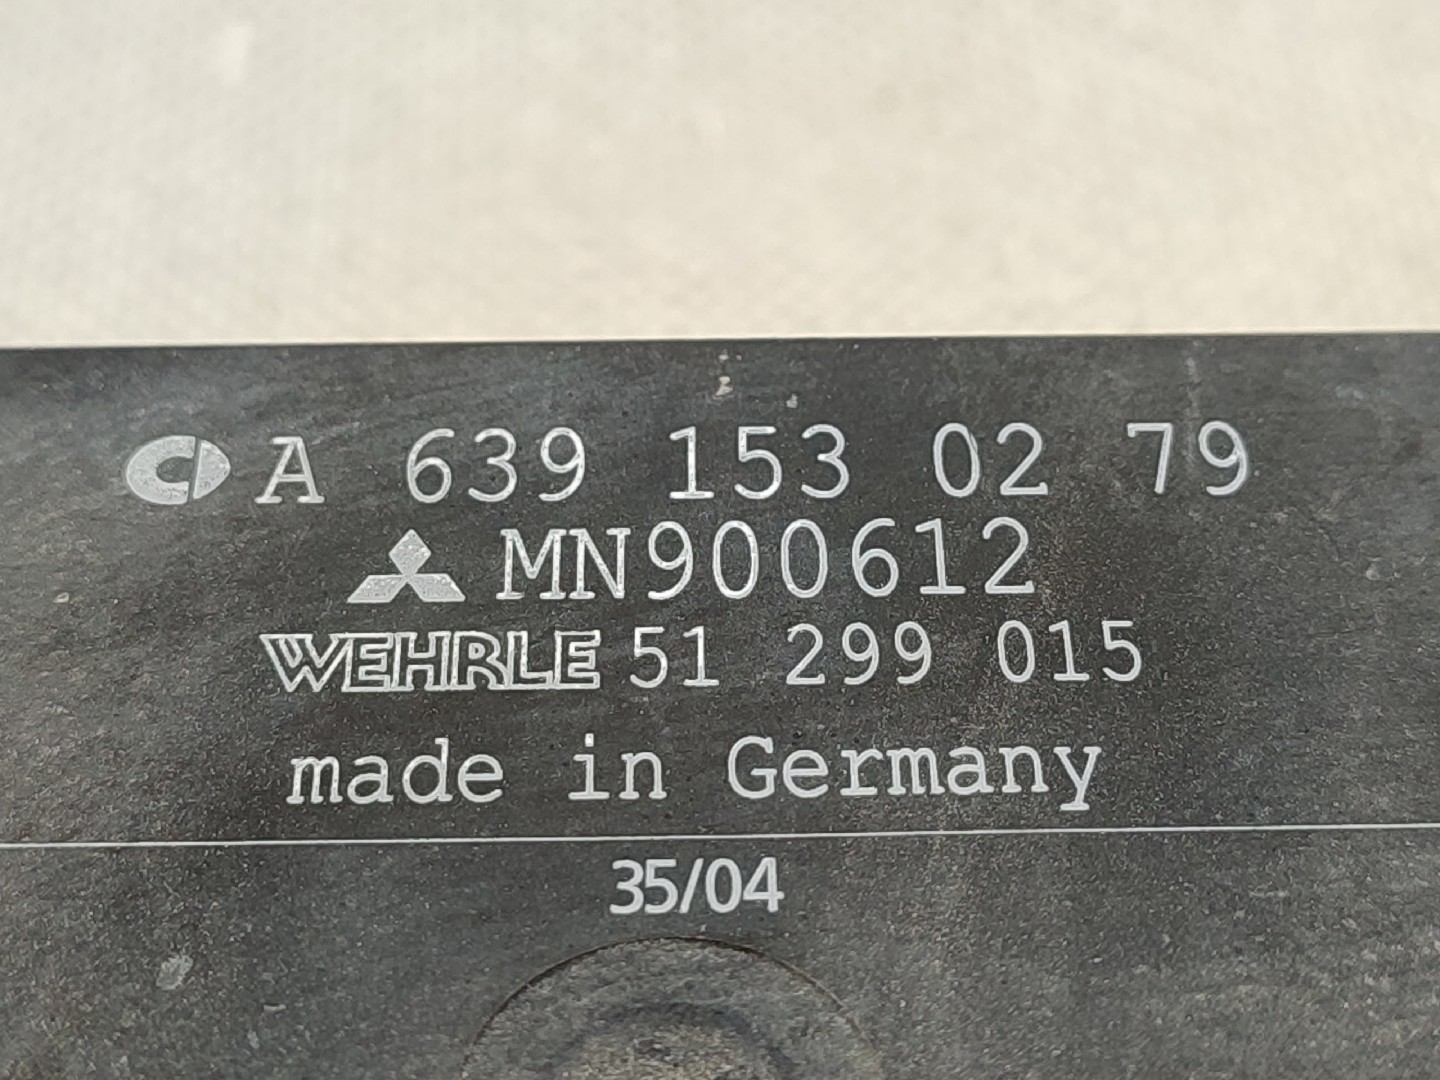 A 639 153 02 79
MN900612
WEHRLE 51 299 015
made in Germany
35/04